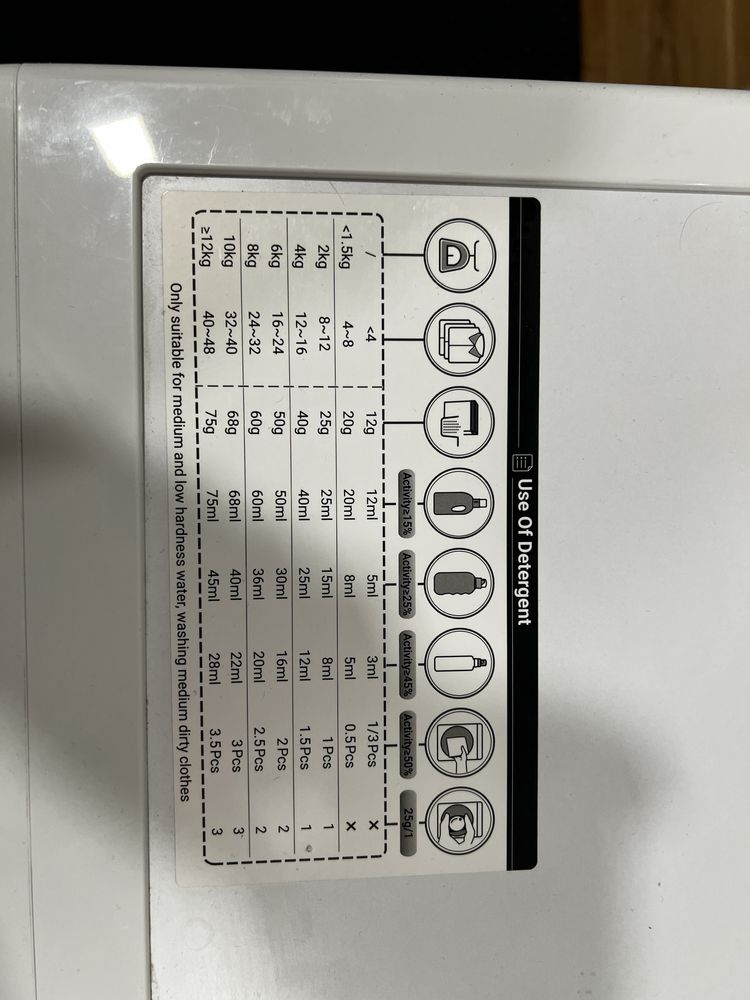 Use Of Detergent
Activity≥15% Activity≥25% Activity≥45% Activity≥50% 25g/1
/ <4 12g 12ml 5ml 3ml 1/3Pcs ×
<1.5kg 4~8 20g 20ml 8ml 5ml 0.5Pcs ×
2kg 8~12 25g 25ml 15ml 8ml 1Pcs 1
4kg 12~16 40g 40ml 25ml 12ml 1.5Pcs 1
6kg 16~24 50g 50ml 30ml 16ml 2Pcs 2
8kg 24~32 60g 60ml 36ml 20ml 2.5Pcs 2
10kg 32~40 68g 68ml 40ml 22ml 3Pcs 3
≥12kg 40~48 75g 75ml 45ml 28ml 3.5Pcs 3
Only suitable for medium and low hardness water, washing medium dirty clothes